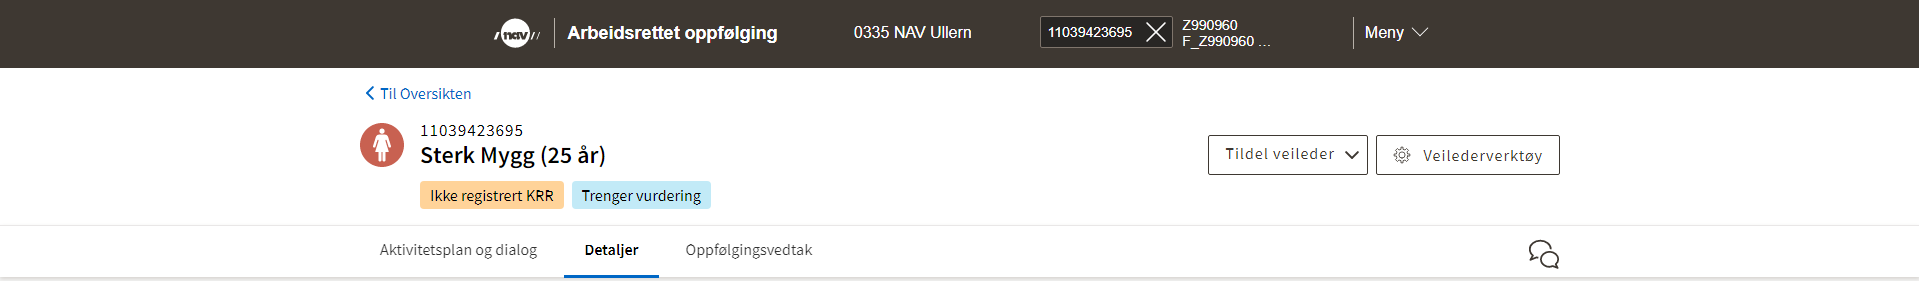 nav
Arbeidsrettet oppfølging
0335 NAV Ullern
11039423695
Z990960
F_Z990960 ...
Meny
Til Oversikten
11039423695
Sterk Mygg (25 år)
Ikke registrert KRR Trenger vurdering
Tildel veileder
Veilederverktøy
Aktivitetsplan og dialog Detaljer Oppfølgingsvedtak